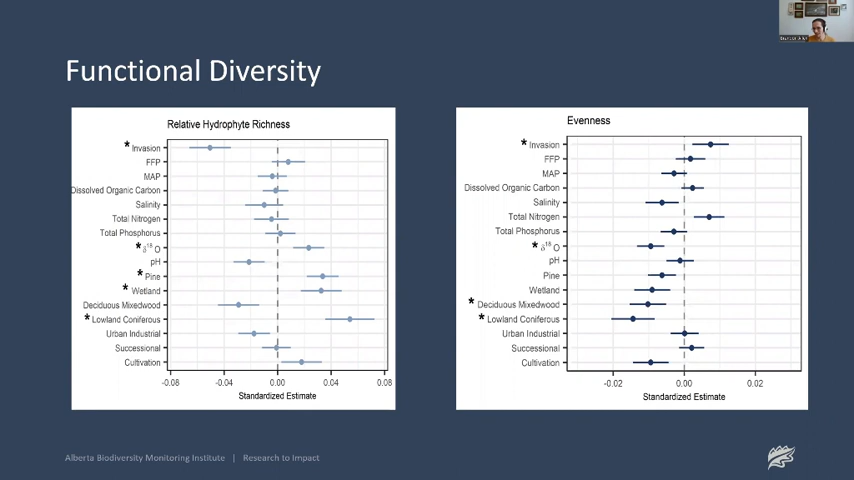 Functional Diversity
Relative Hydrophyte Richness
* Invasion
FFP
MAP
Dissolved Organic Carbon
Salinity
Total Nitrogen
Total Phosphorus
* δ¹⁸ O
pH
* Pine
* Wetland
Deciduous Mixedwood
* Lowland Coniferous
Urban Industrial
Successional
Cultivation
-0.08 -0.04 0.00 0.04 0.08
Standardized Estimate
Evenness
* Invasion
FFP
MAP
Dissolved Organic Carbon
Salinity
Total Nitrogen
Total Phosphorus
* δ¹⁸ O
pH
Pine
Wetland
* Deciduous Mixedwood
* Lowland Coniferous
Urban Industrial
Successional
Cultivation
-0.02 0.00 0.02
Standardized Estimate
Alberta Biodiversity Monitoring Institute | Research to Impact